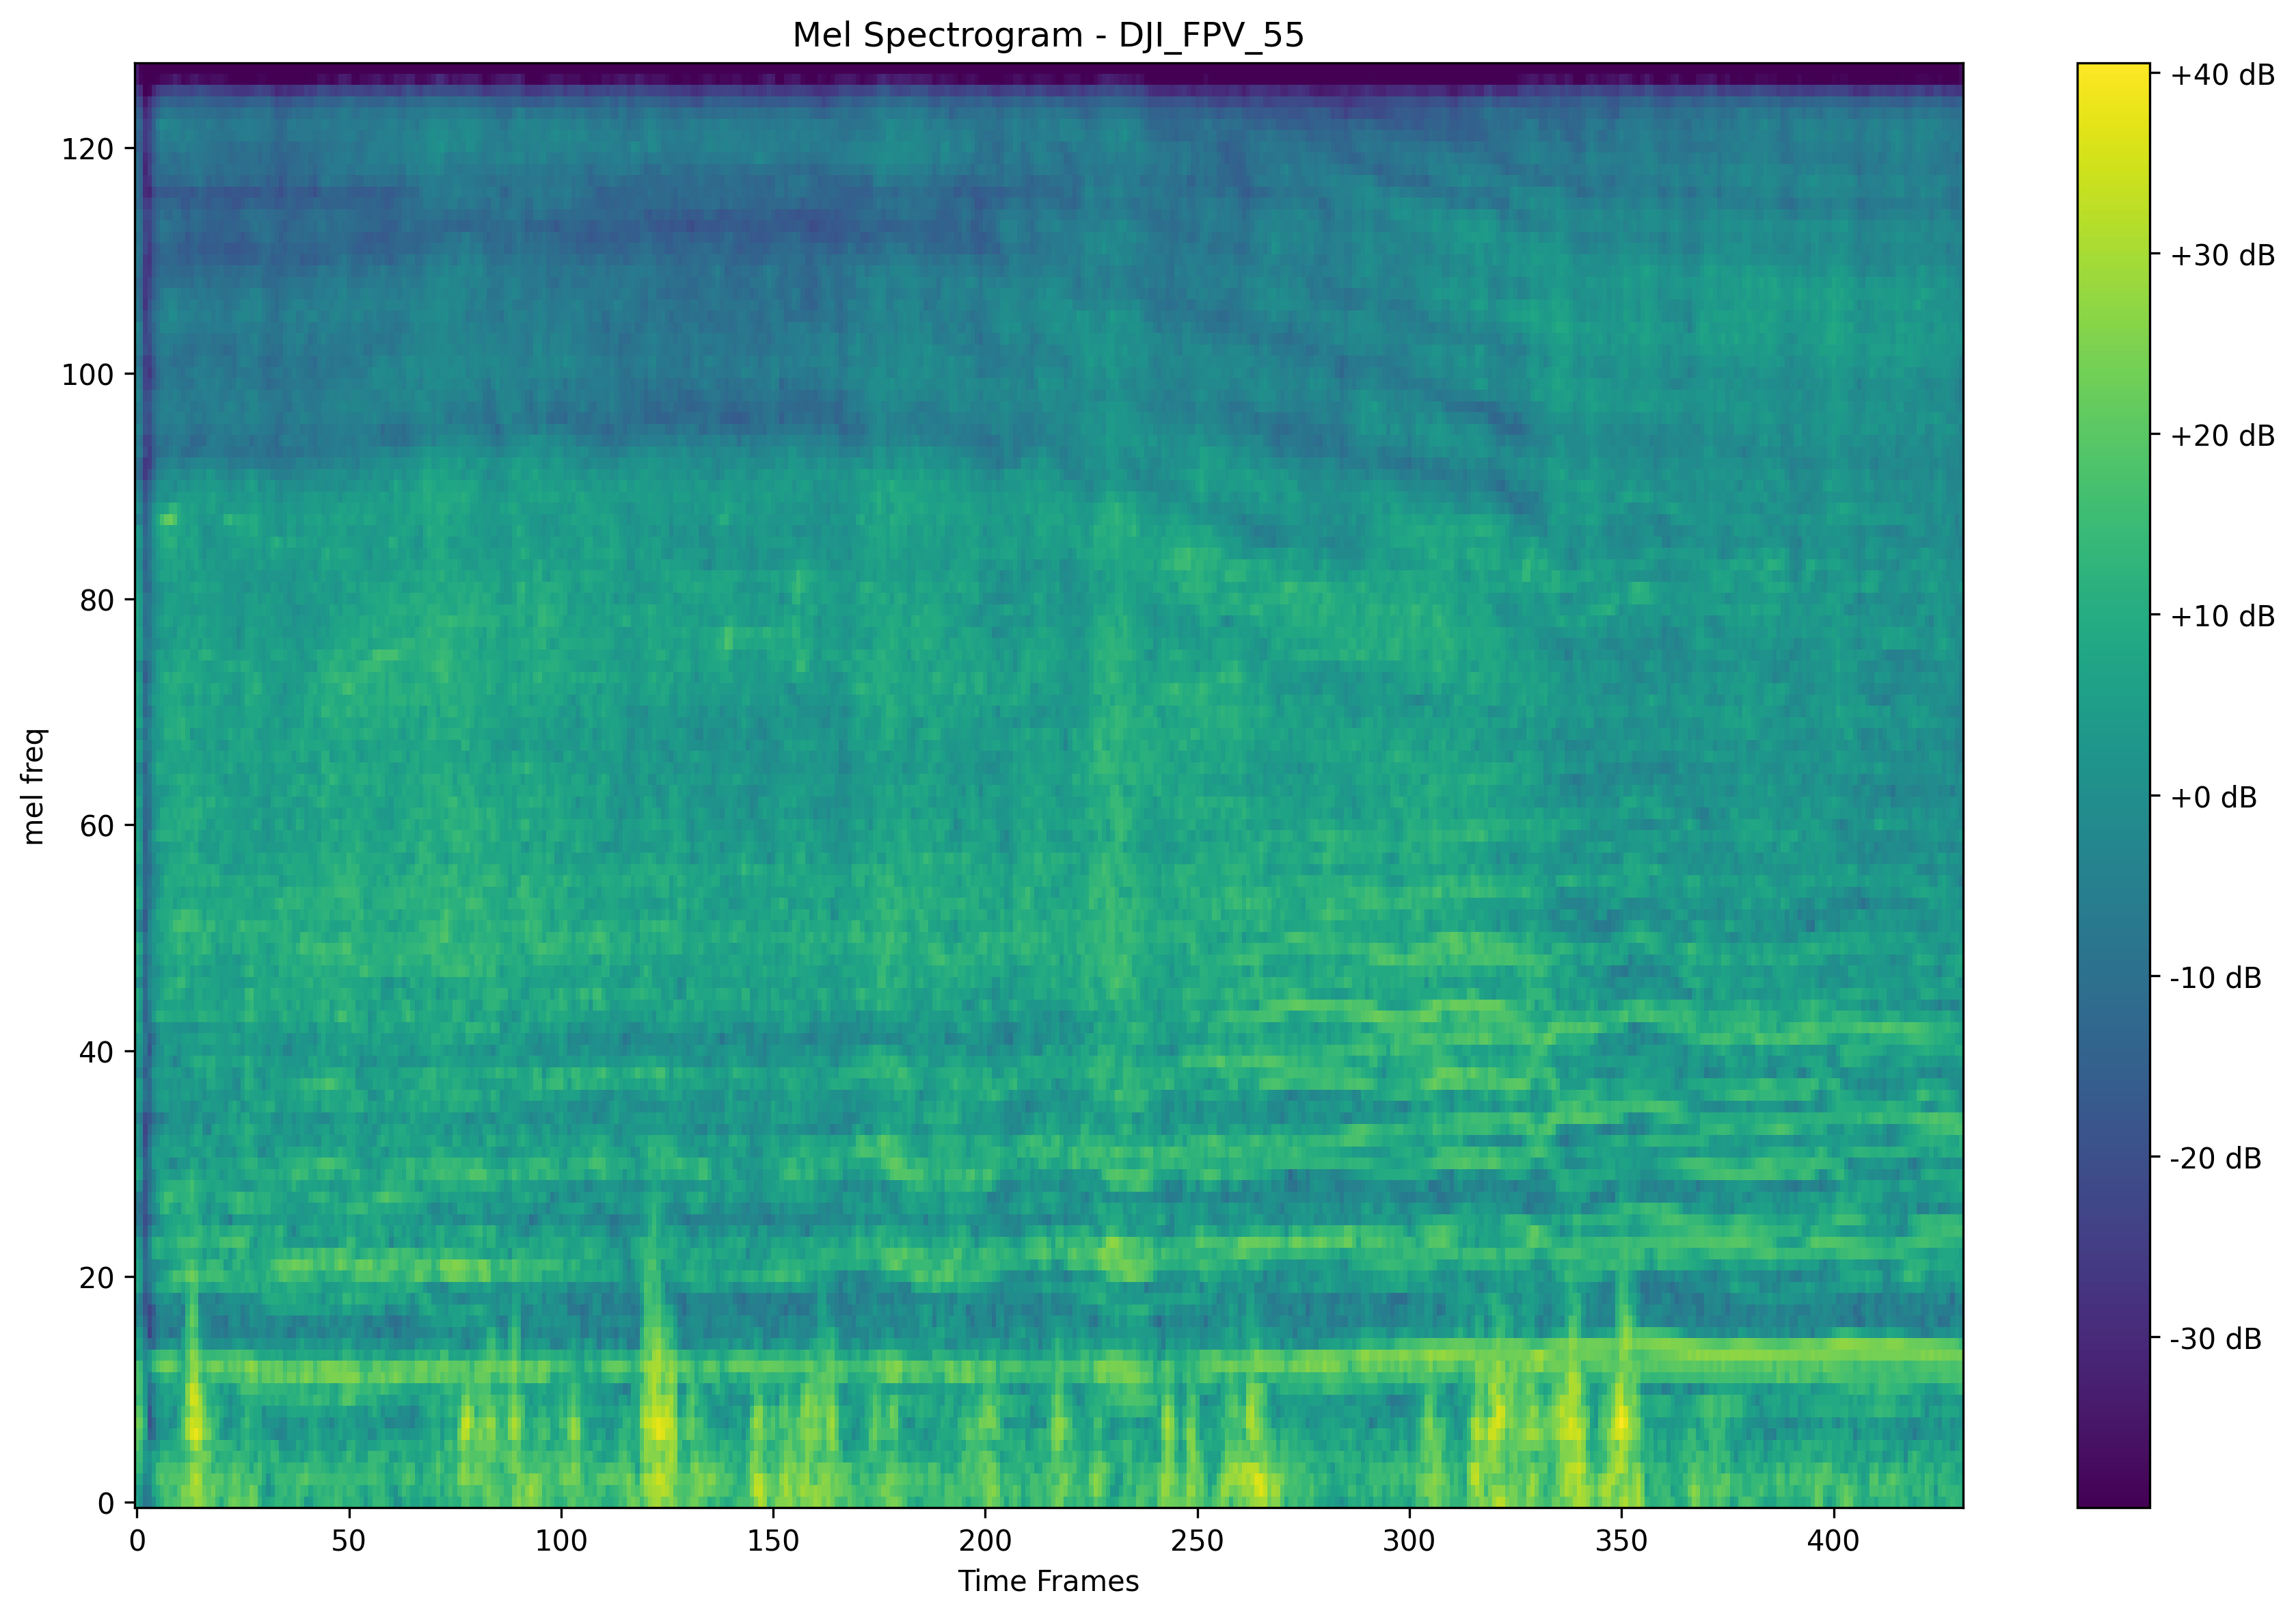 Mel Spectrogram - DJI_FPV_55
mel freq
120
100
80
60
40
20
0
0 50 100 150 200 250 300 350 400
Time Frames
+40 dB
+30 dB
+20 dB
+10 dB
+0 dB
-10 dB
-20 dB
-30 dB